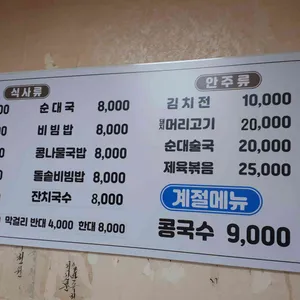 식사류
순대국 8,000
비빔밥 8,000
콩나물국밥 8,000
돌솥비빔밥 8,000
잔치국수 8,000
막걸리 반대 4,000 한대 8,000
안주류
김치전 10,000
머리고기 20,000
순대술국 20,000
제육볶음 25,000
계절메뉴
콩국수 9,000